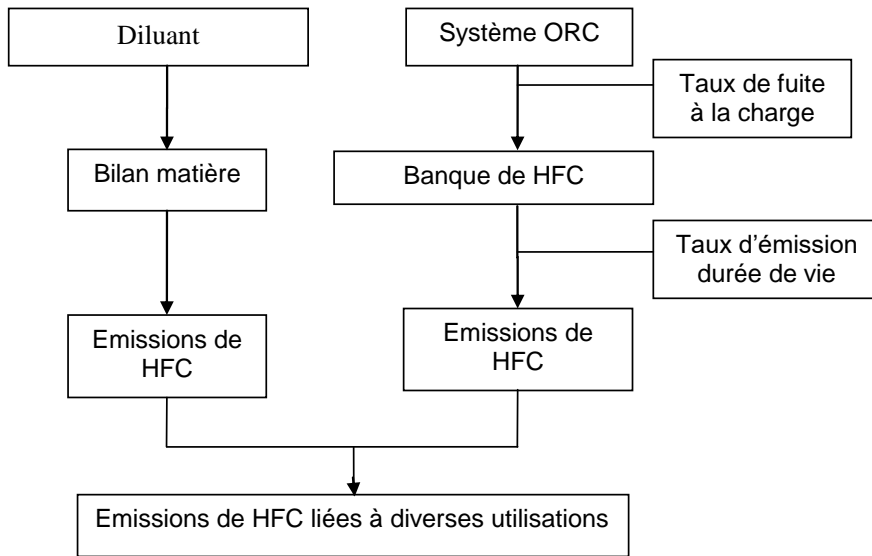 Diluant
Système ORC
Taux de fuite
à la charge
Bilan matière
Banque de HFC
Taux d’émission
durée de vie
Emissions de
HFC
Emissions de
HFC
Emissions de HFC liées à diverses utilisations